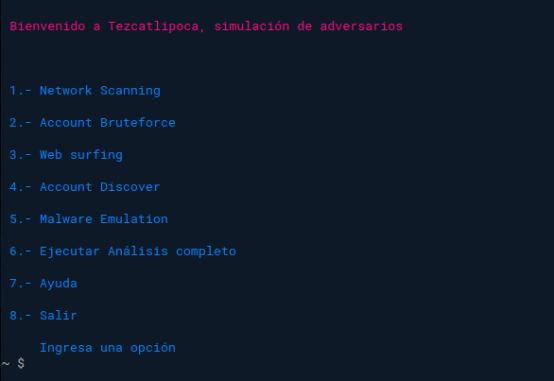 Bienvenido a Tezcatlipoca, simulación de adversarios
1.- Network Scanning
2.- Account Bruteforce
3.- Web surfing
4.- Account Discover
5.- Malware Emulation
6.- Ejecutar Análisis completo
7.- Ayuda
8.- Salir
Ingresa una opción
~ $